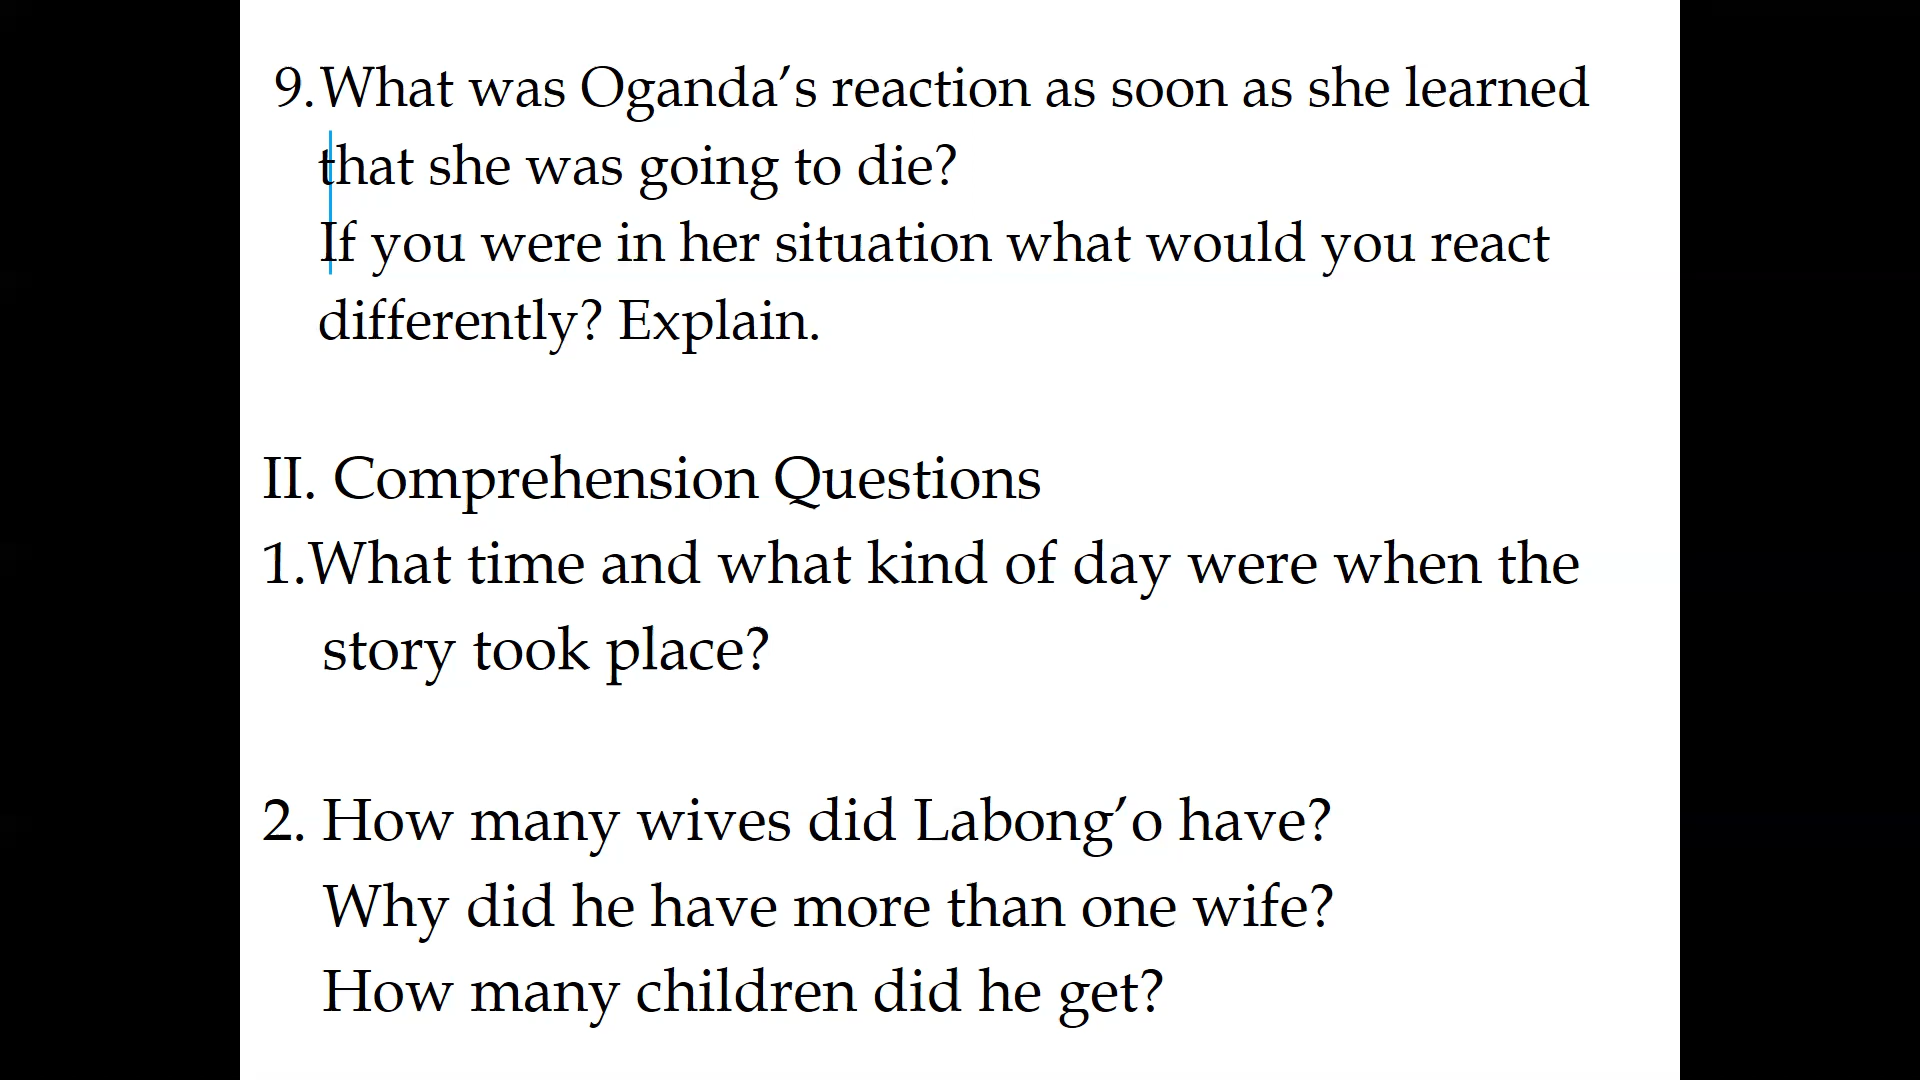 9.What was Oganda’s reaction as soon as she learned
that she was going to die?
If you were in her situation what would you react
differently? Explain.
II. Comprehension Questions
1.What time and what kind of day were when the
story took place?
2. How many wives did Labong’o have?
Why did he have more than one wife?
How many children did he get?